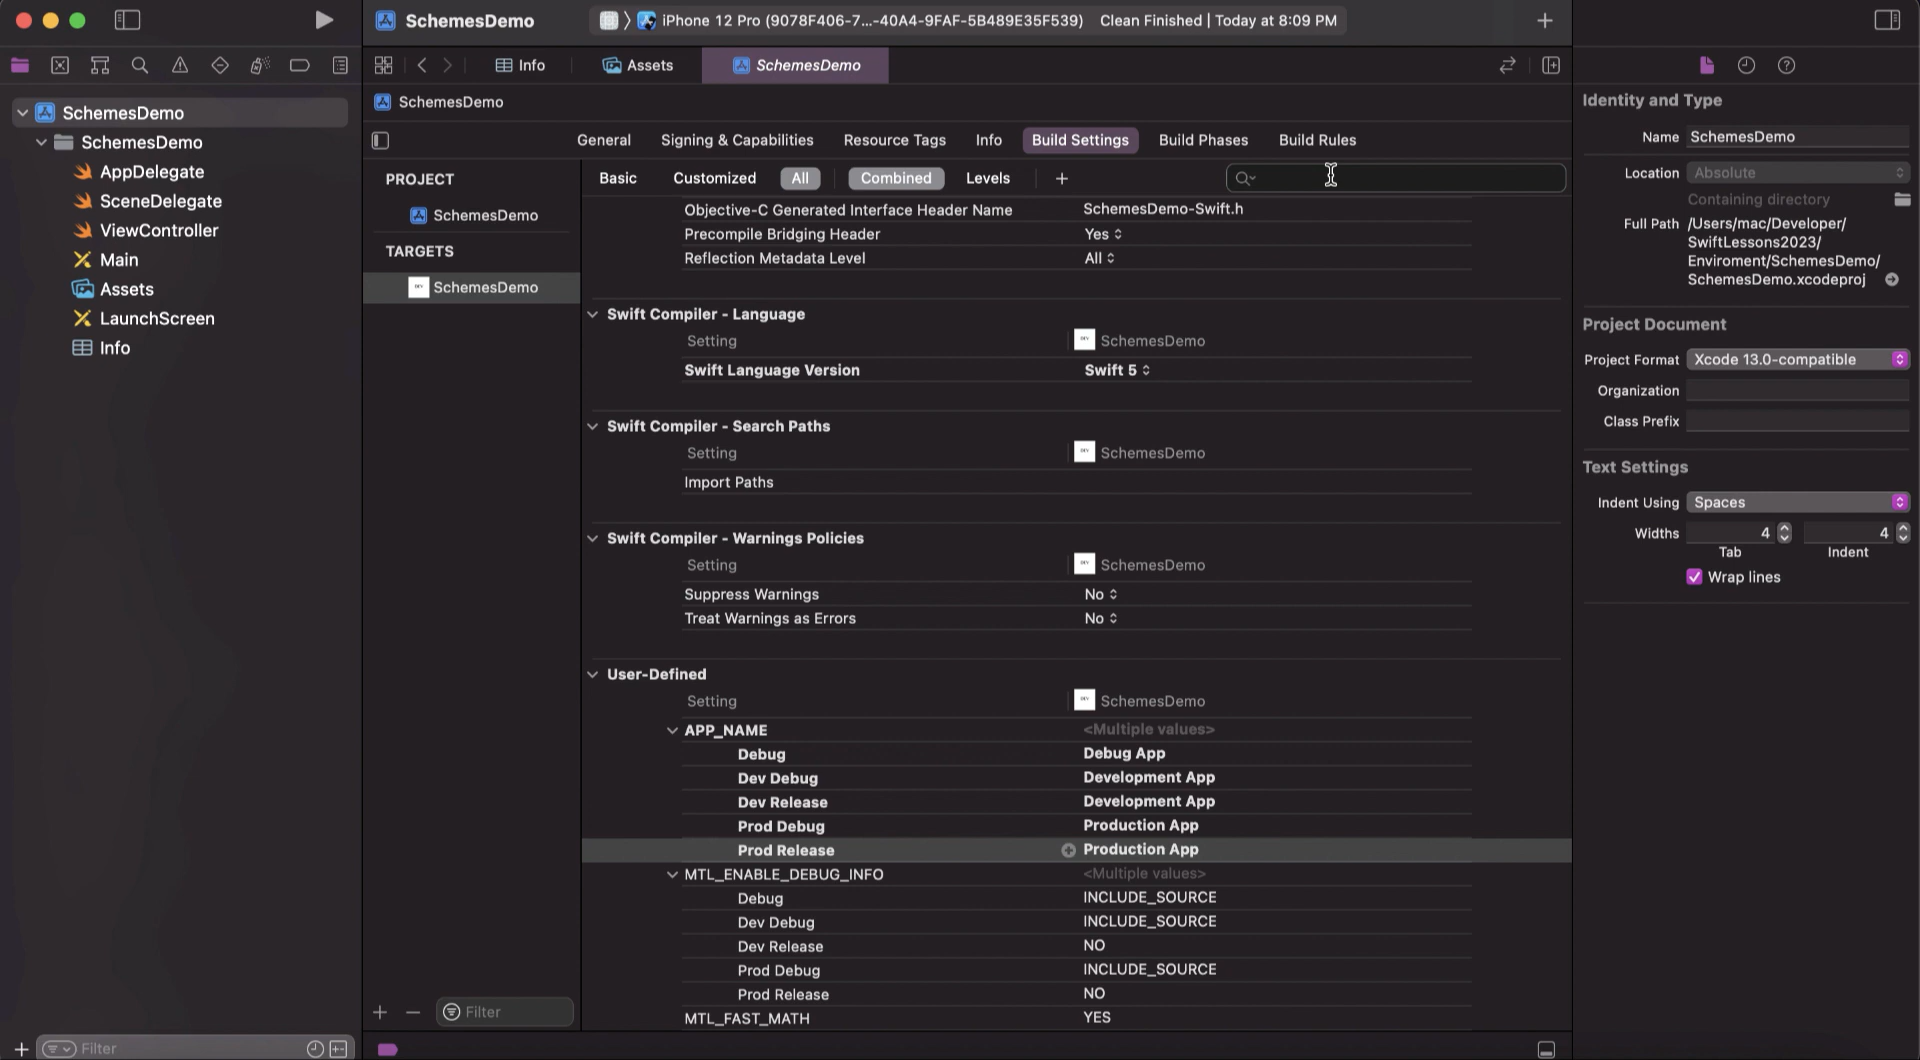 SchemesDemo
iPhone 12 Pro (9078F406-7...-40A4-9FAF-5B489E35F539) Clean Finished | Today at 8:09 PM
Info
Assets
SchemesDemo
SchemesDemo
SchemesDemo
SchemesDemo
AppDelegate
SceneDelegate
ViewController
Main
Assets
LaunchScreen
Info
Filter
General
Signing & Capabilities
Resource Tags
Info
Build Settings
Build Phases
Build Rules
PROJECT
SchemesDemo
TARGETS
SchemesDemo
Filter
Basic
Customized
All
Combined
Levels
Objective-C Generated Interface Header Name SchemesDemo-Swift.h
Precompile Bridging Header Yes
Reflection Metadata Level All
Swift Compiler - Language
Setting SchemesDemo
Swift Language Version Swift 5
Swift Compiler - Search Paths
Setting SchemesDemo
Import Paths
Swift Compiler - Warnings Policies
Setting SchemesDemo
Suppress Warnings No
Treat Warnings as Errors No
User-Defined
Setting SchemesDemo
APP_NAME <Multiple values>
Debug Debug App
Dev Debug Development App
Dev Release Development App
Prod Debug Production App
Prod Release Production App
MTL_ENABLE_DEBUG_INFO <Multiple values>
Debug INCLUDE_SOURCE
Dev Debug INCLUDE_SOURCE
Dev Release NO
Prod Debug INCLUDE_SOURCE
Prod Release NO
MTL_FAST_MATH YES
Identity and Type
Name SchemesDemo
Location Absolute
Containing directory
Full Path /Users/mac/Developer/
SwiftLessons2023/
Enviroment/SchemesDemo/
SchemesDemo.xcodeproj
Project Document
Project Format Xcode 13.0-compatible
Organization
Class Prefix
Text Settings
Indent Using Spaces
Widths 4 4
Tab Indent
Wrap lines